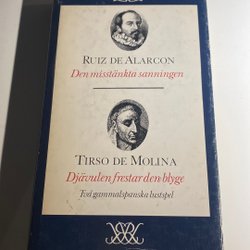 RUIZ DE ALARCON
Den misstänkta sanningen
TIRSO DE MOLINA
Djävulen frestar den blyge
Två gammalspanska lustspel